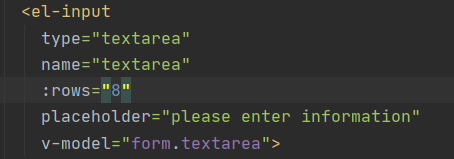 <el-input
type="textarea"
name="textarea"
:rows="8"
placeholder="please enter information"
v-model="form.textarea">